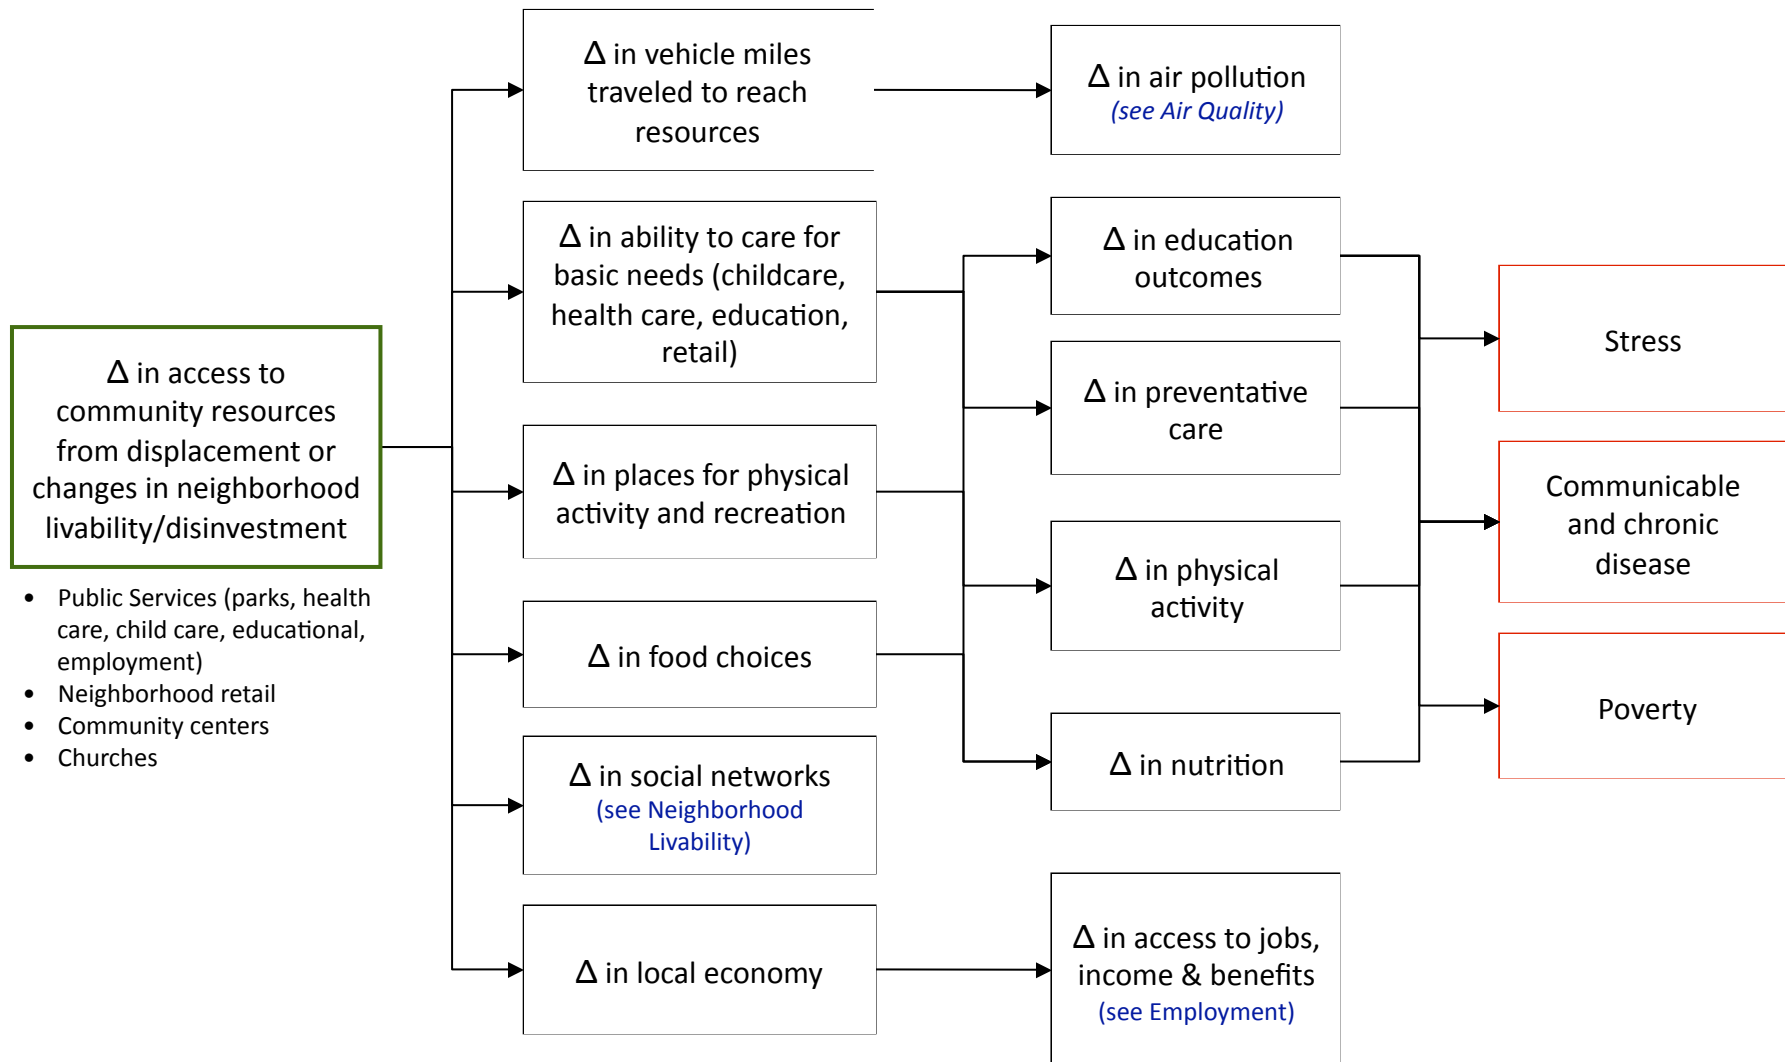 Δ in access to
community resources
from displacement or
changes in neighborhood
livability/disinvestment
• Public Services (parks, health
care, child care, educational,
employment)
• Neighborhood retail
• Community centers
• Churches
Δ in vehicle miles
traveled to reach
resources
Δ in ability to care for
basic needs (childcare,
health care, education,
retail)
Δ in places for physical
activity and recreation
Δ in food choices
Δ in social networks
(see Neighborhood
Livability)
Δ in local economy
Δ in air pollution
(see Air Quality)
Δ in education
outcomes
Δ in preventative
care
Δ in physical
activity
Δ in nutrition
Δ in access to jobs,
income & benefits
(see Employment)
Stress
Communicable
and chronic
disease
Poverty